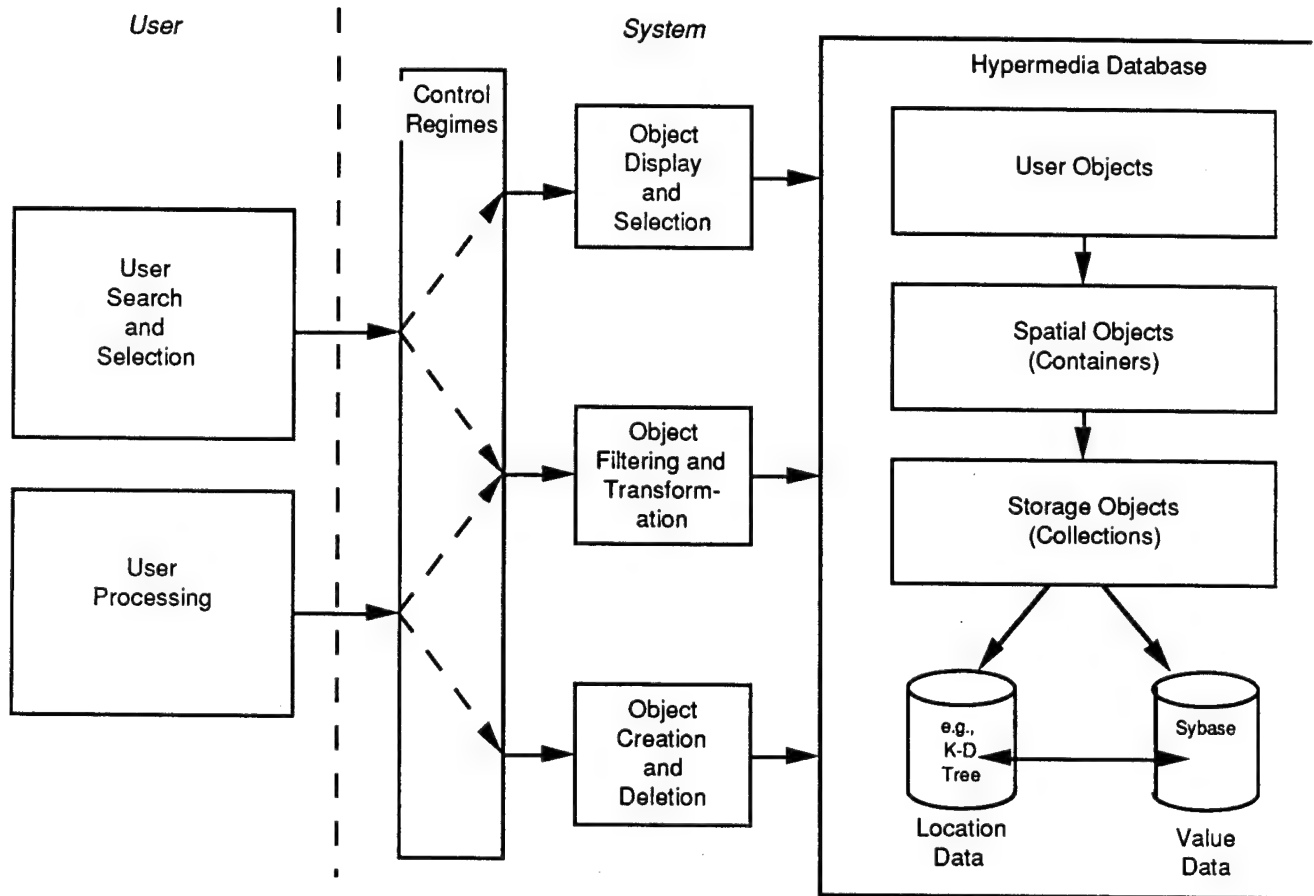 User
System
Hypermedia Database
Control
Regimes
Object
Display
and
Selection
User Objects
User
Search
and
Selection
Spatial Objects
(Containers)
Object
Filtering and
Transform-
ation
Storage Objects
(Collections)
User
Processing
Object
Creation
and
Deletion
e.g.,
K-D
Tree
Sybase
Location
Data
Value
Data